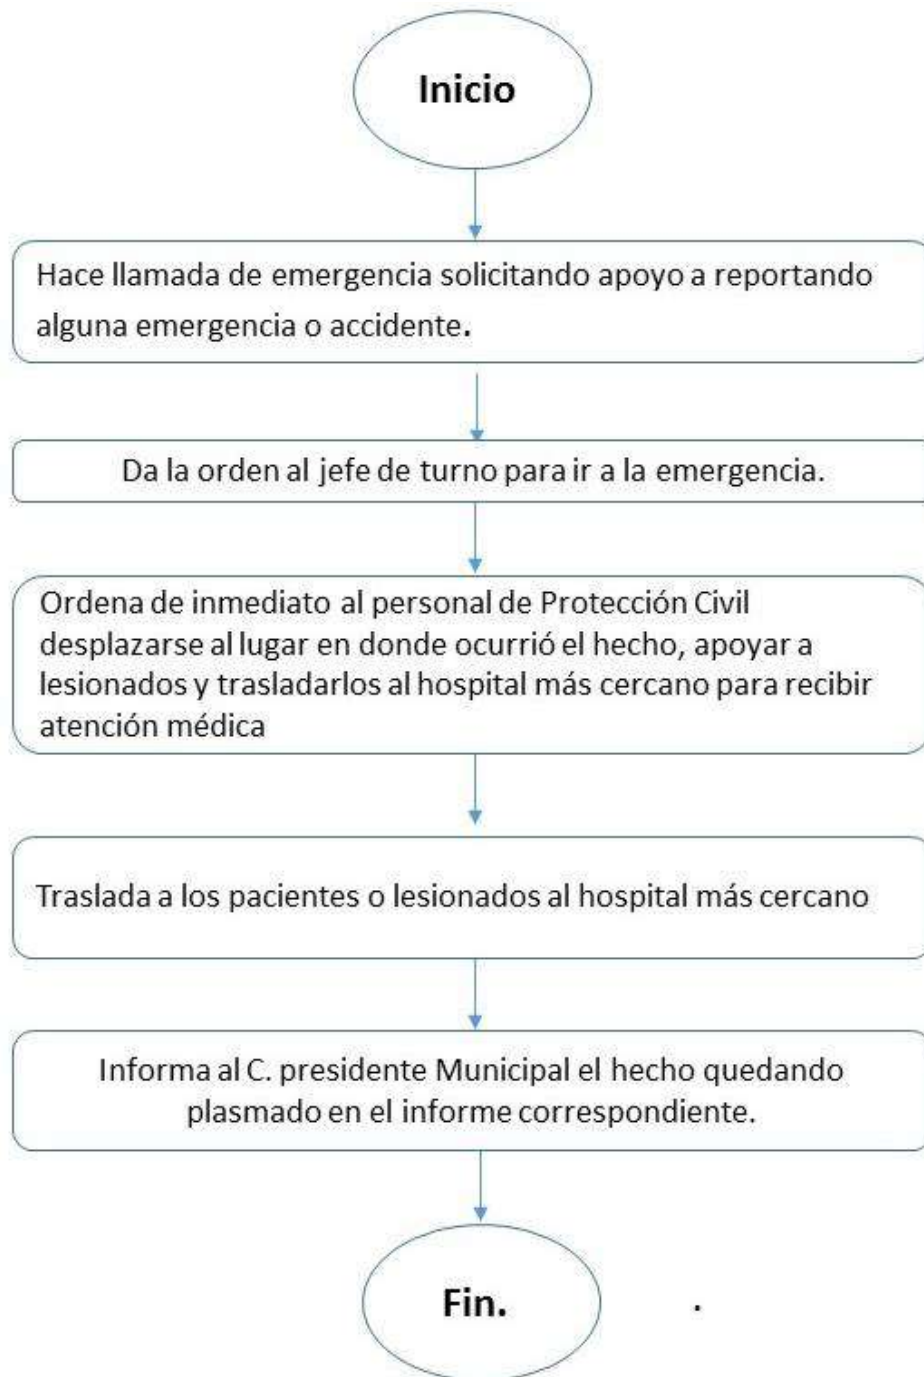 Inicio
Hace llamada de emergencia solicitando apoyo a reportando
alguna emergencia o accidente.
Da la orden al jefe de turno para ir a la emergencia.
Ordena de inmediato al personal de Protección Civil
desplazarse al lugar en donde ocurrió el hecho, apoyar a
lesionados y trasladarlos al hospital más cercano para recibir
atención médica
Traslada a los pacientes o lesionados al hospital más cercano
Informa al C. presidente Municipal el hecho quedando
plasmado en el informe correspondiente.
Fin.
.